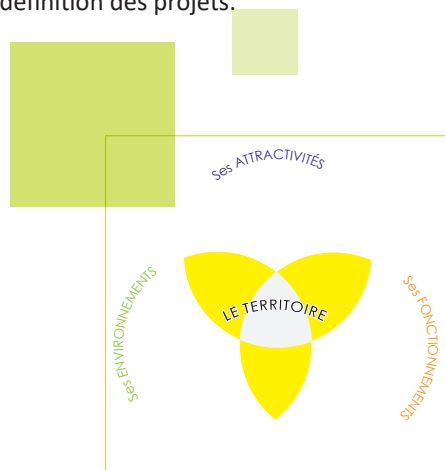 définition des projets.
Ses ATTRACTIVITÉS
Ses ENVIRONNEMENTS
LE TERRITOIRE
Ses FONCTIONNEMENTS